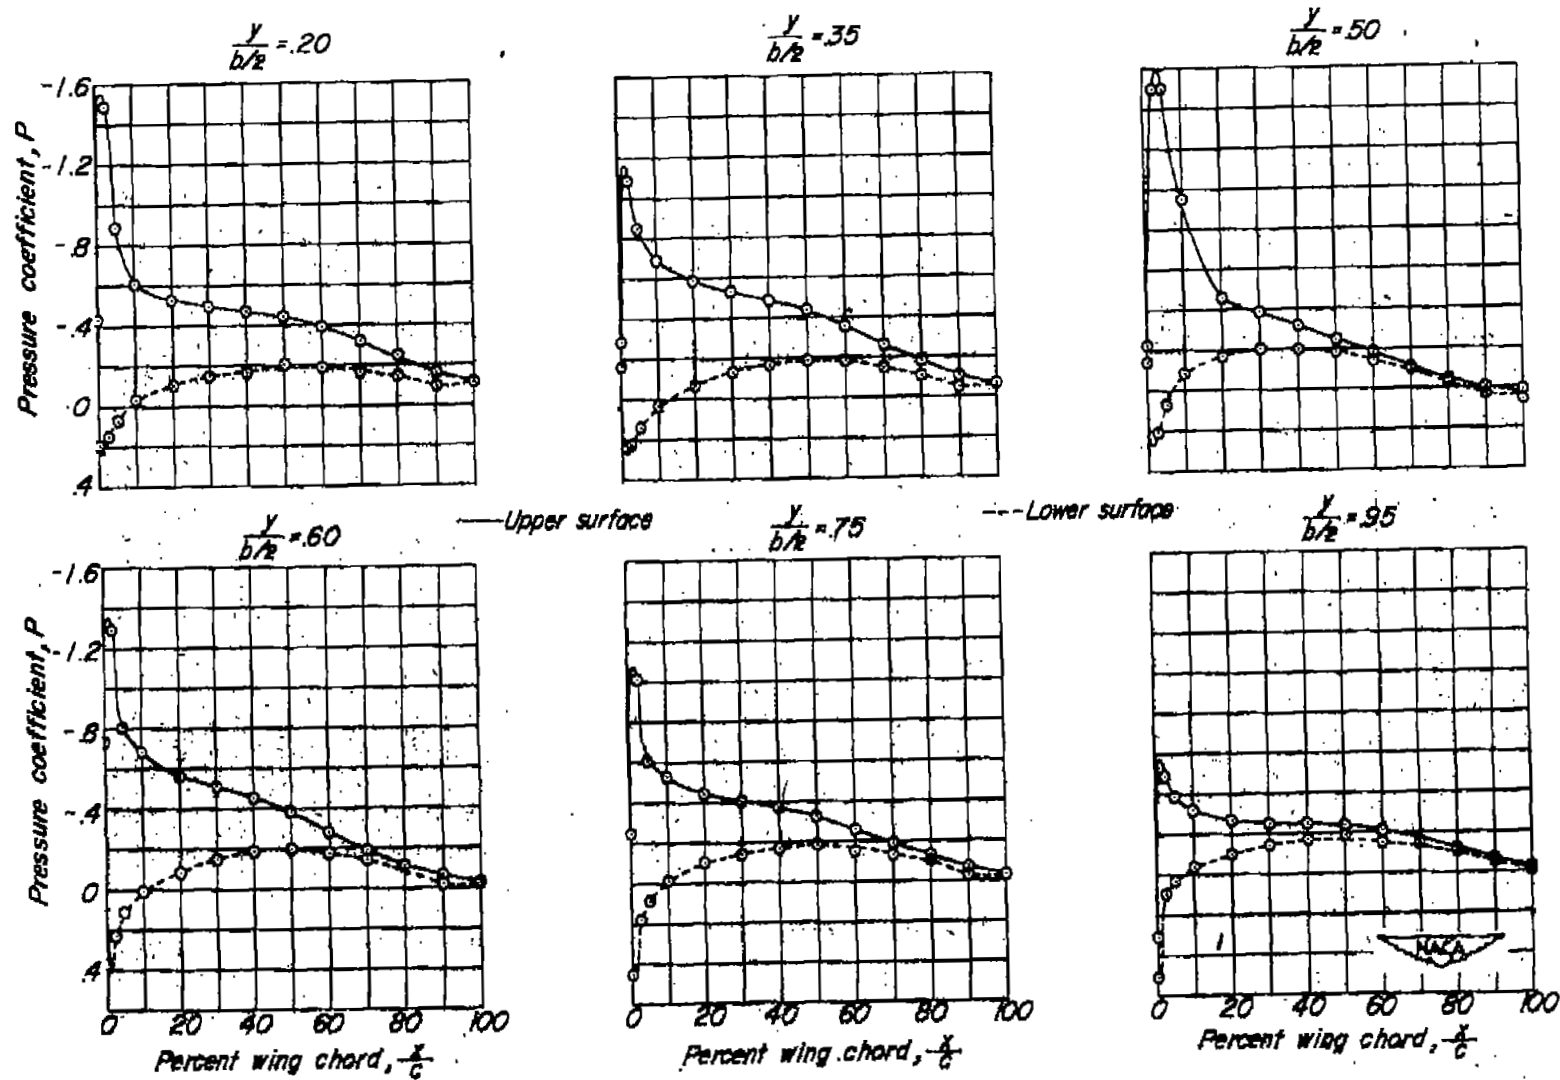 y/b/2 = .20
y/b/2 = .35
y/b/2 = .50
Pressure coefficient, P
-1.6
-1.2
-.8
-.4
.0
.4
Upper surface
Lower surface
y/b/2 = .60
y/b/2 = .75
y/b/2 = .95
Pressure coefficient, P
-1.6
-1.2
-.8
-.4
0
.4
NACA
0 20 40 60 80 100
0 20 40 60 80 100
0 20 40 60 80 100
Percent wing chord, x/c
Percent wing chord, x/c
Percent wing chord, x/c